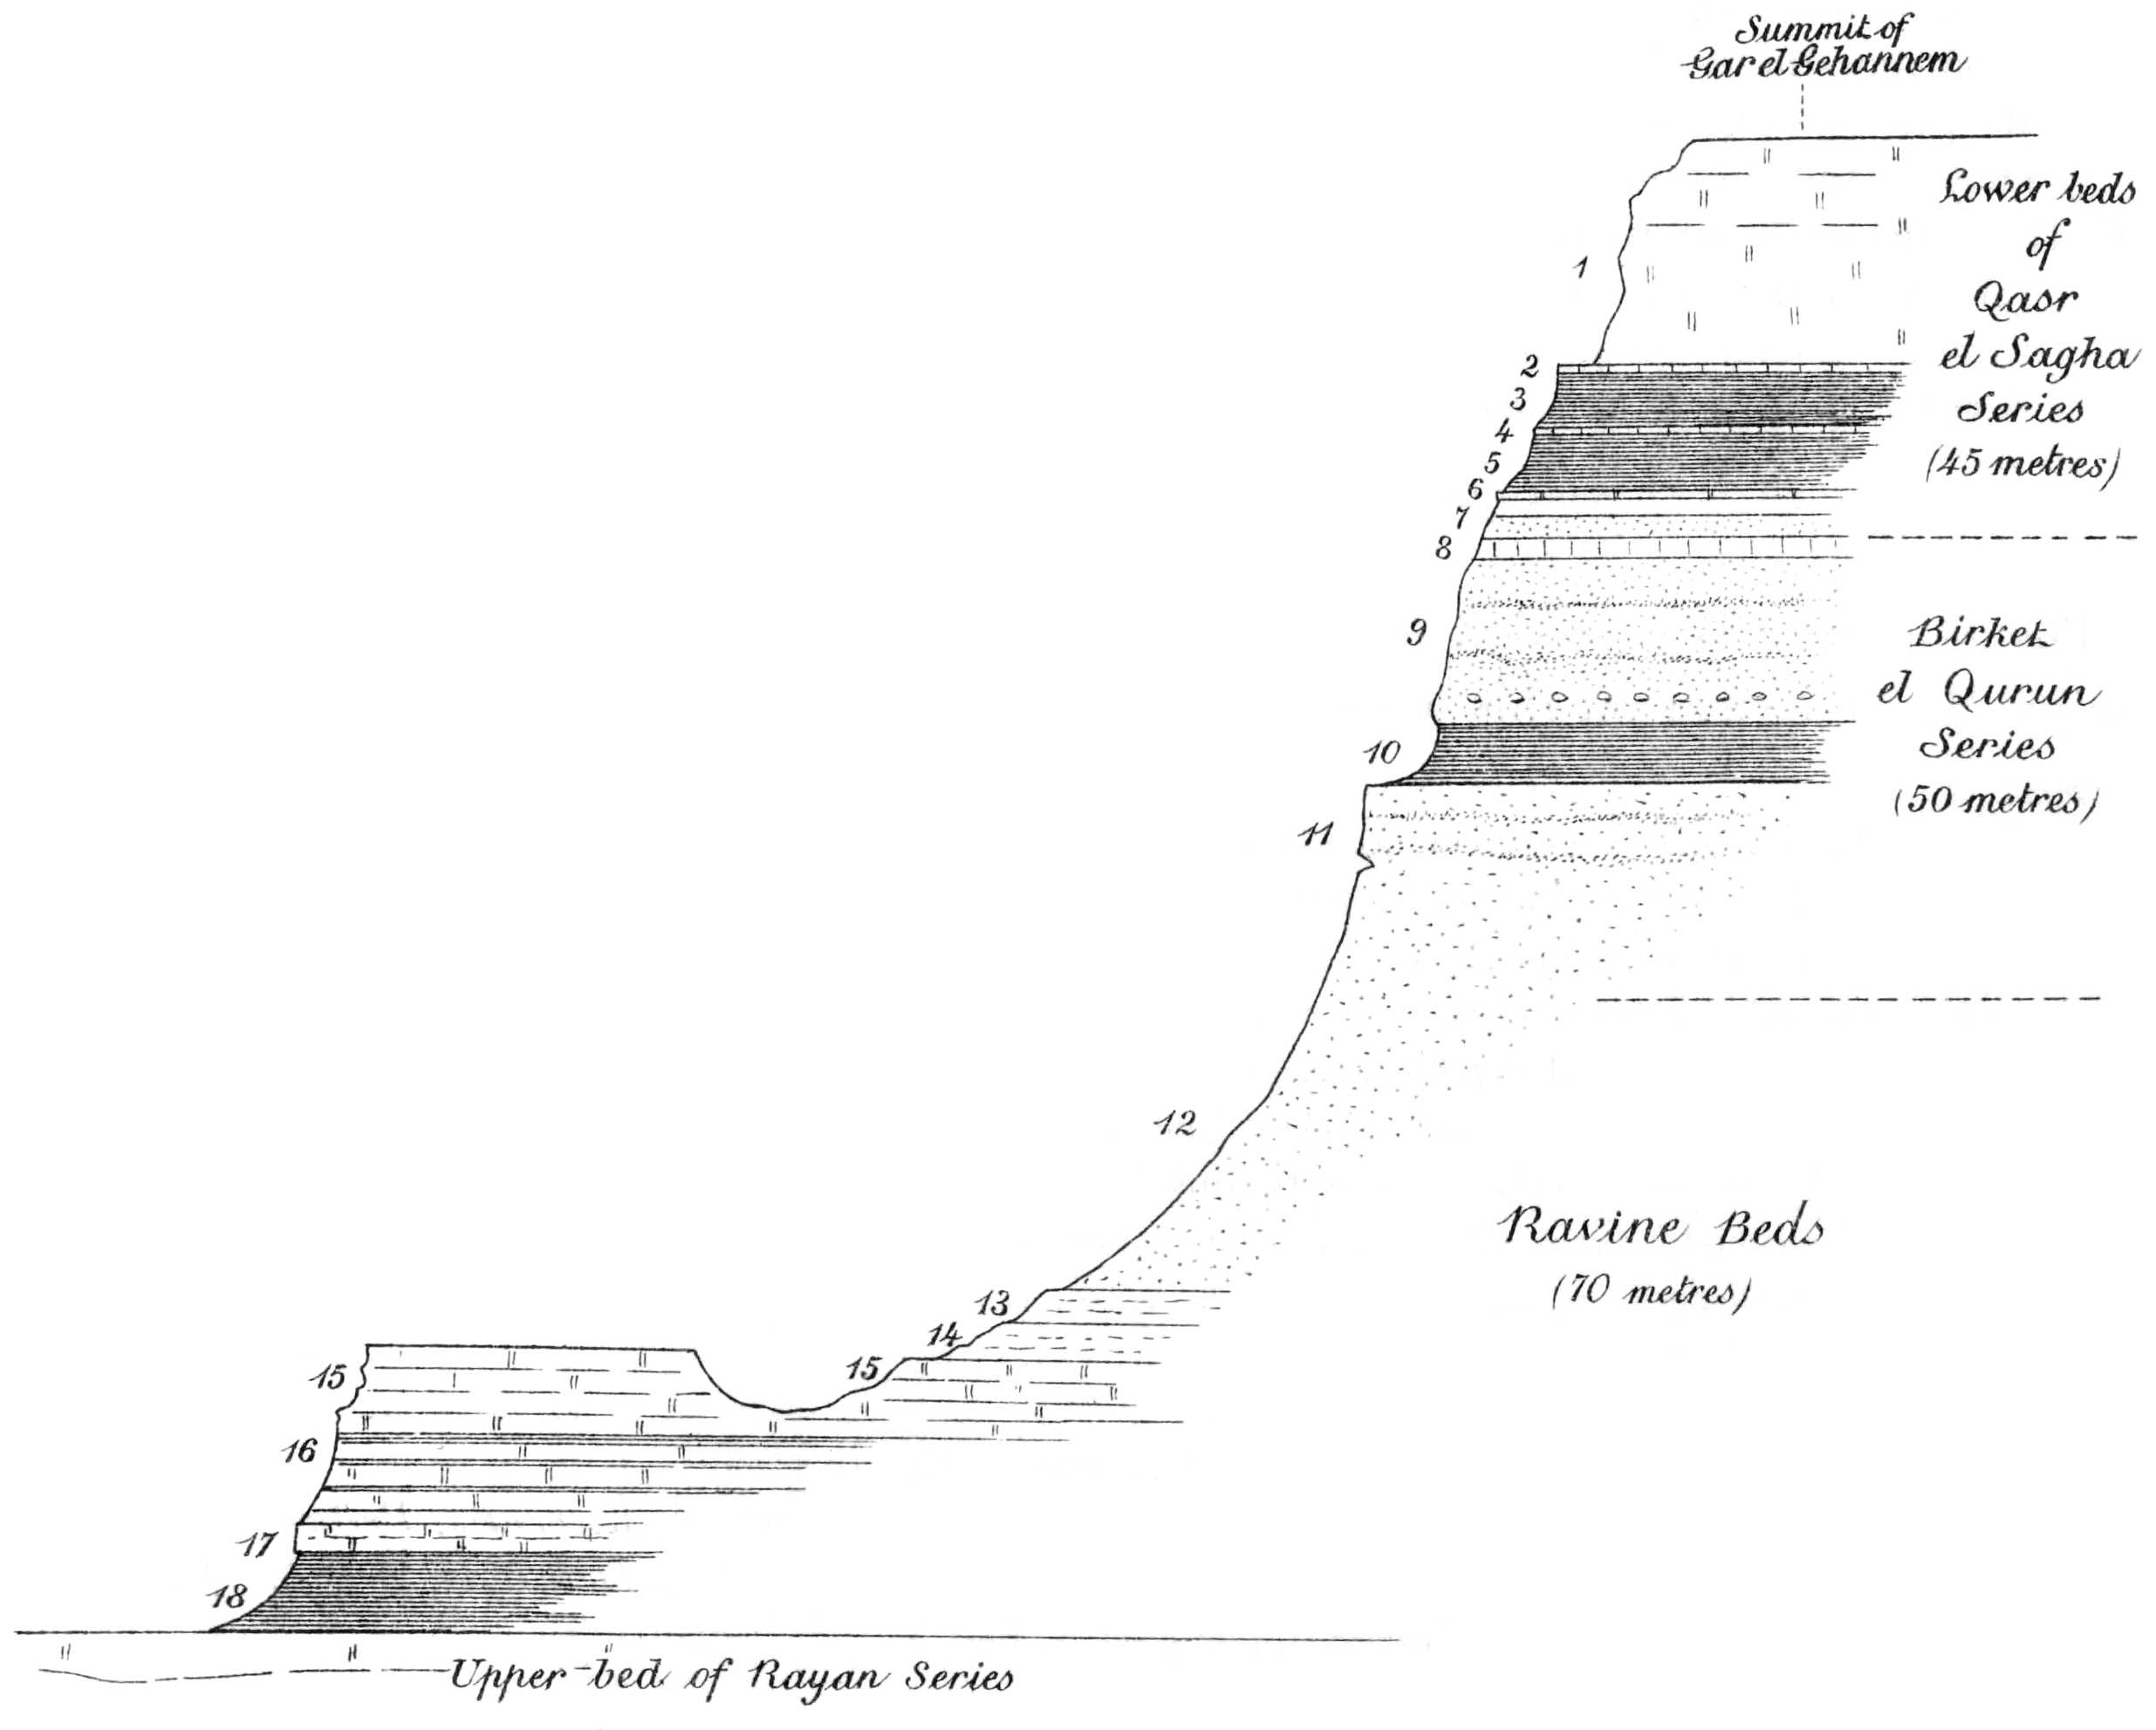 Summit of
Gar el Gehannem
Lower beds
of
Qasr
el Sagha
Series
(45 metres)
1
2
3
4
5
6
7
8
Birket
el Qurun
Series
(50 metres)
9
10
11
12
Ravine Beds
(70 metres)
13
14
15
15
16
17
18
Upper bed of Rayan Series